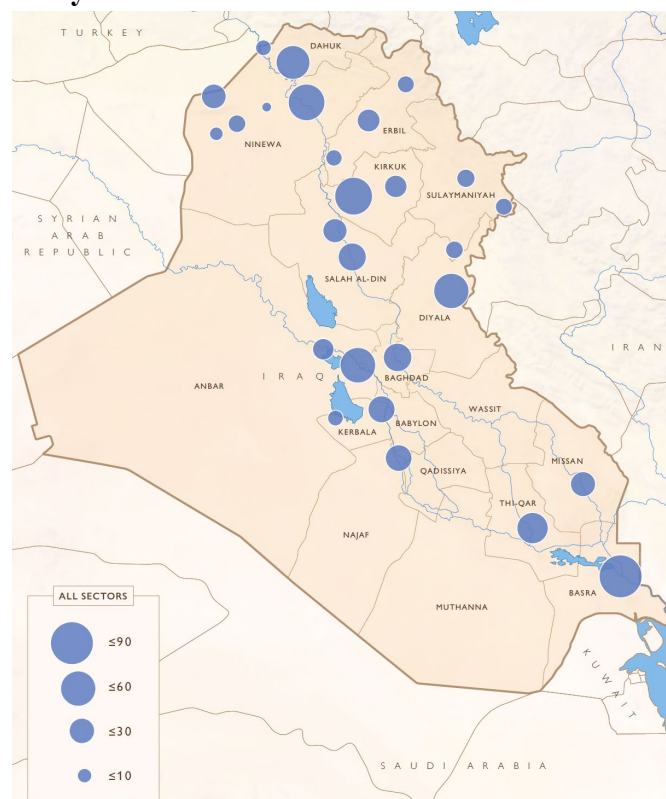 TURKEY
DAHUK
ERBIL
NINEWA
KIRKUK
SULAYMANIYAH
SYRIAN
ARAB
REPUBLIC
SALAH AL-DIN
DIYALA
IRAN
IRAQ
BAGHDAD
ANBAR
WASSIT
KERBALA
BABYLON
QADISSIYA
MISSAN
THI-QAR
NAJAF
BASRA
MUTHANNA
ALL SECTORS
≤90
≤60
≤30
≤10
KUWAIT
SAUDI ARABIA